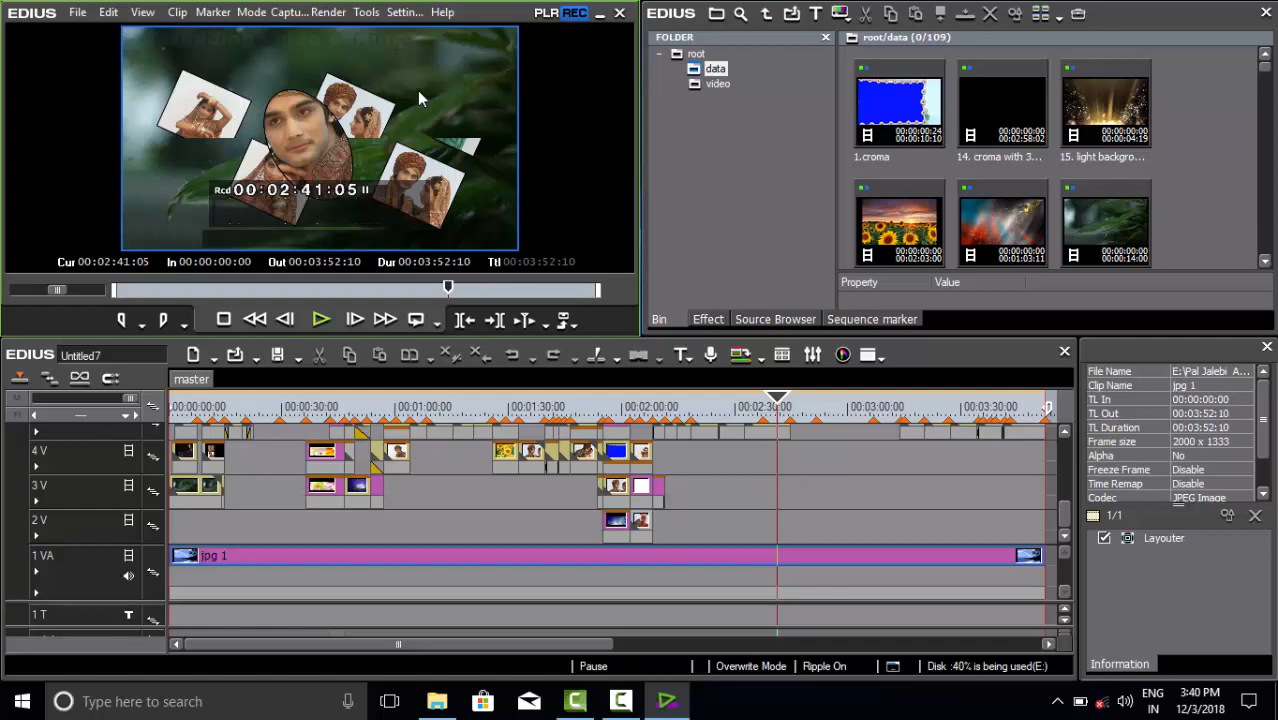 EDIUS File Edit View Clip Marker Mode Captu... Render Tools Settin... Help PLR REC
Rcd 00:02:41:05
Cur 00:02:41:05 In 00:00:00:00 Out 00:03:52:10 Dur 00:03:52:10 Ttl 00:03:52:10
EDIUS
FOLDER
root
data
video
root/data (0/109)
00:00:00:24
00:00:10:10
1.croma
00:00:00:00
00:02:58:02
14. croma with 3...
00:00:00:00
00:00:04:19
15. light backgro...
00:00:00:00
00:02:03:00
00:00:00:00
00:01:03:11
00:00:00:00
00:00:14:00
Property Value
Bin Effect Source Browser Sequence marker
EDIUS Untitled7
master
00:00:00:00 00:00:30:00 00:01:00:00 00:01:30:00 00:02:00:00 00:02:30:00 00:03:00:00 00:03:30:00
4 V
3 V
2 V
1 VA
jpg 1
1 T T
File Name E:\Pal Jalebi A...
Clip Name jpg 1
TL In 00:00:00:00
TL Out 00:03:52:10
TL Duration 00:03:52:10
Frame size 2000 x 1333
Alpha No
Freeze Frame Disable
Time Remap Disable
Codec JPEG Image
1/1
Layouter
Information
Pause Overwrite Mode Ripple On Disk :40% is being used(E:)
Type here to search
ENG
IN
3:40 PM
12/3/2018